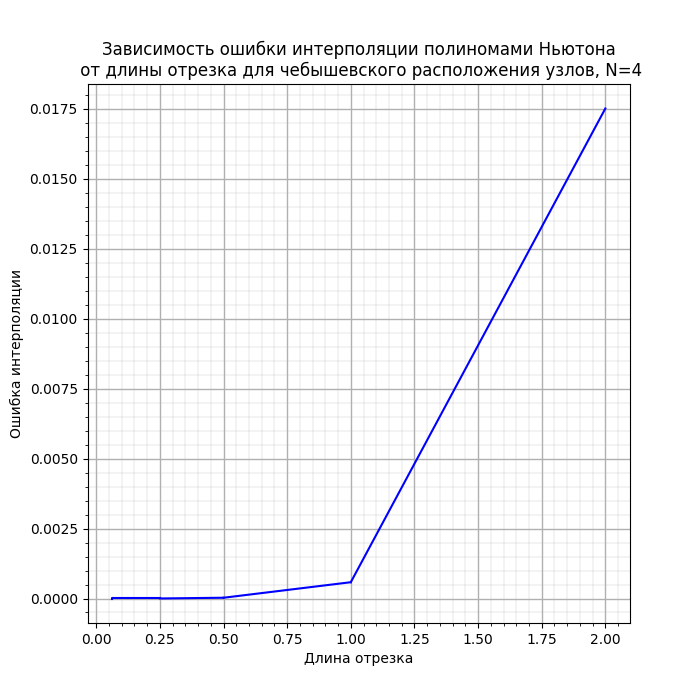 Зависимость ошибки интерполяции полиномами Ньютона
от длины отрезка для чебышевского расположения узлов, N=4
Ошибка интерполяции
0.0175
0.0150
0.0125
0.0100
0.0075
0.0050
0.0025
0.0000
0.00 0.25 0.50 0.75 1.00 1.25 1.50 1.75 2.00
Длина отрезка